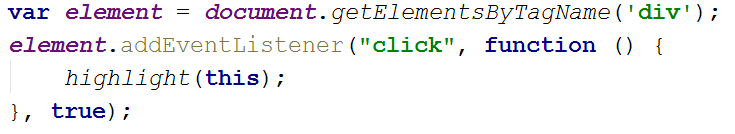 var element = document.getElementsByTagName('div');
element.addEventListener("click", function () {
    highlight(this);
}, true);